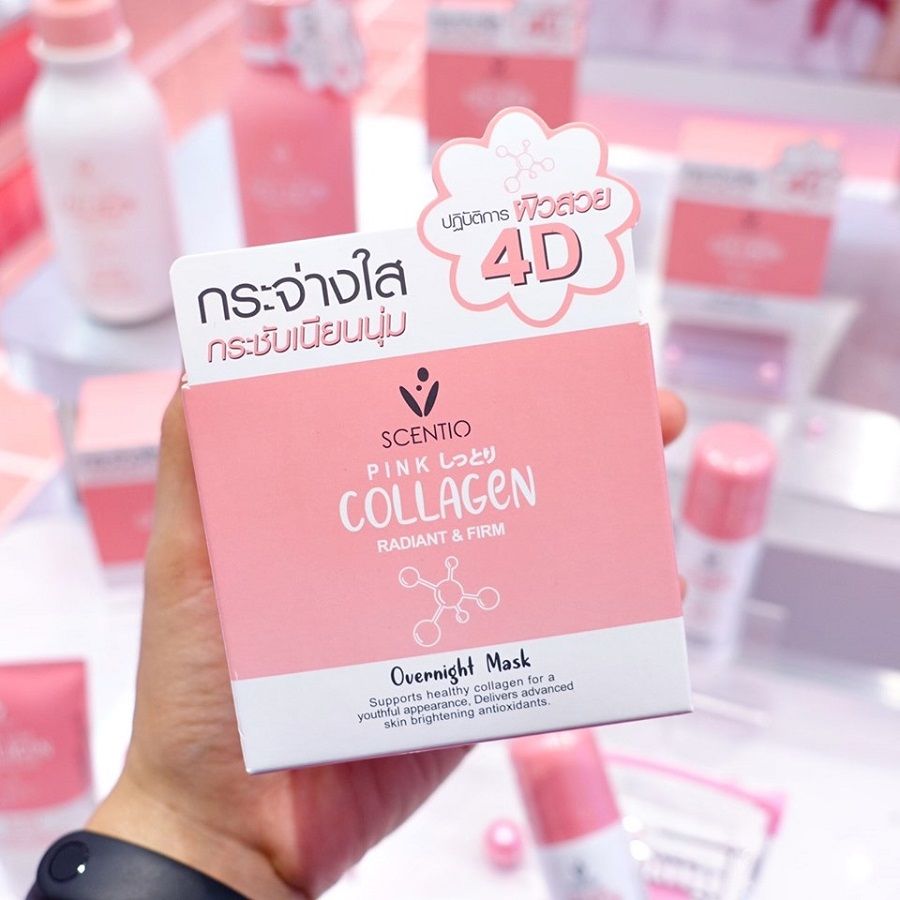 ปฏิบัติการ ผิวสวย
4D
กระจ่างใส
กระชับเนียนนุ่ม
SCENTIO
PINK しっとり
COLLAGEN
RADIANT & FIRM
Overnight Mask
Supports healthy collagen for a
youthful appearance, Delivers advanced
skin brightening antioxidants.